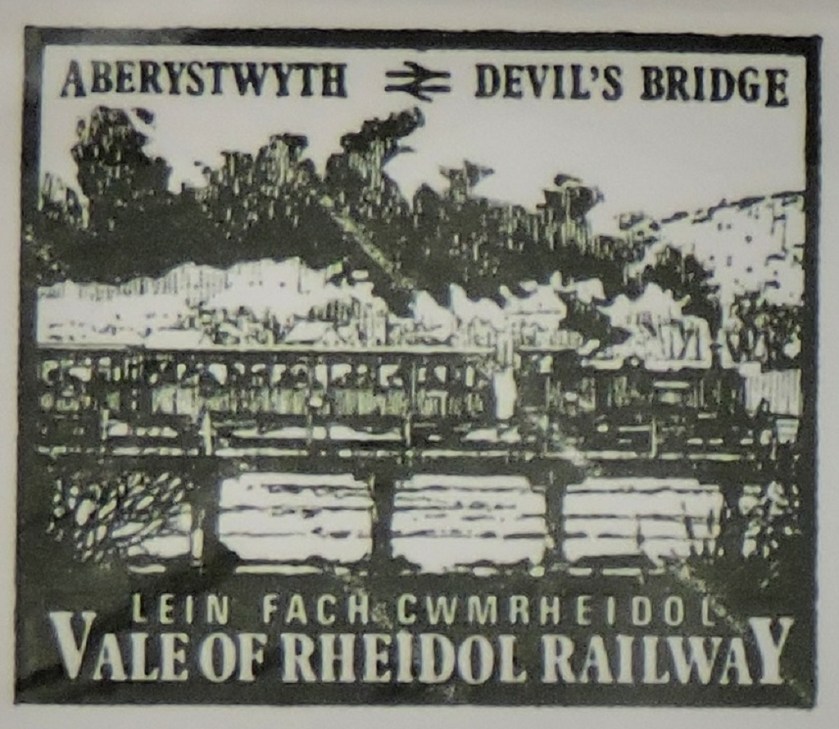 ABERYSTWYTH DEVIL'S BRIDGE
LEIN FACH CWMRHEIDOL
VALE OF RHEIDOL RAILWAY